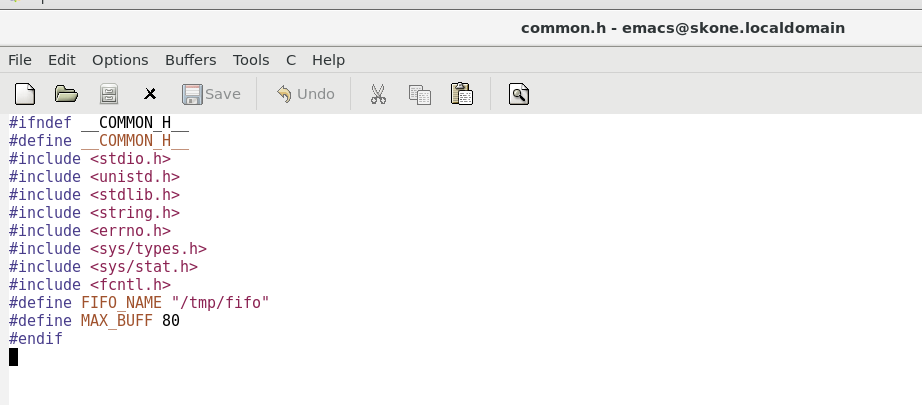 common.h - emacs@skone.localdomain
File Edit Options Buffers Tools C Help
Save Undo
#ifndef __COMMON_H__
#define __COMMON_H__
#include <stdio.h>
#include <unistd.h>
#include <stdlib.h>
#include <string.h>
#include <errno.h>
#include <sys/types.h>
#include <sys/stat.h>
#include <fcntl.h>
#define FIFO_NAME "/tmp/fifo"
#define MAX_BUFF 80
#endif